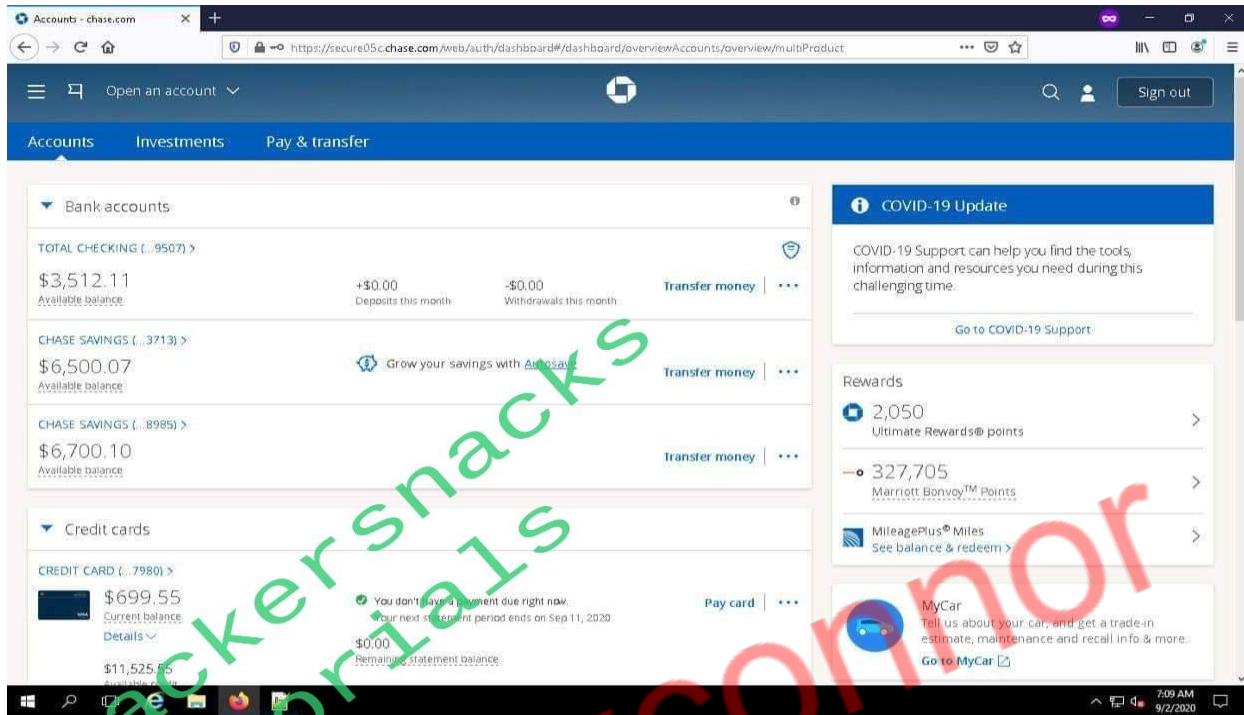 Accounts - chase.com
https://secure05c.chase.com/web/auth/dashboard#/dashboard/overviewAccounts/overview/multiProduct
Open an account
Sign out
Accounts Investments Pay & transfer
Bank accounts
TOTAL CHECKING (...9507)
$3,512.11
Available balance
+$0.00
Deposits this month
-$0.00
Withdrawals this month
Transfer money
CHASE SAVINGS (...3713)
$6,500.07
Available balance
Grow your savings with Autosave
Transfer money
CHASE SAVINGS (...8985)
$6,700.10
Available balance
Transfer money
Credit cards
CREDIT CARD (...7980)
$699.55
Current balance
Details
$11,525.55
Available credit
You don't have a payment due right now.
Your next statement period ends on Sep 11, 2020.
$0.00
Remaining statement balance
Pay card
COVID-19 Update
COVID-19 Support can help you find the tools,
information and resources you need during this
challenging time.
Go to COVID-19 Support
Rewards
2,050
Ultimate Rewards® points
327,705
Marriott Bonvoy™ Points
MileagePlus® Miles
See balance & redeem
MyCar
Tell us about your car, and get a trade-in
estimate, maintenance and recall info & more.
Go to MyCar
ackersnacks
orials
connor
7:09 AM
9/2/2020